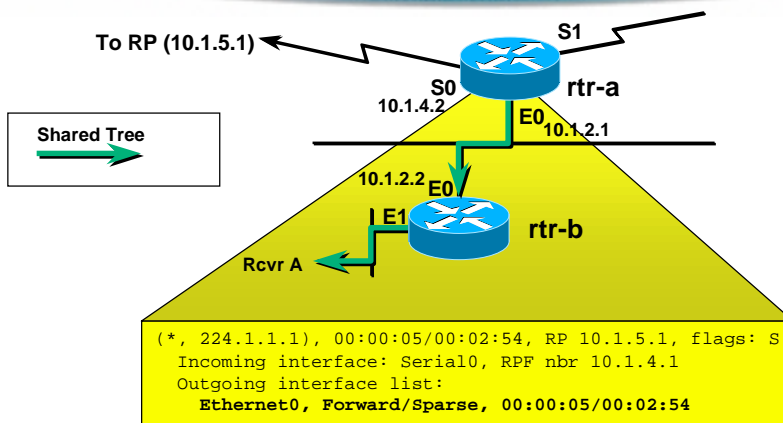 S1
To RP (10.1.5.1)
S0
rtr-a
10.1.4.2
E0
10.1.2.1
Shared Tree
10.1.2.2
E0
E1
rtr-b
Rcvr A
(*, 224.1.1.1), 00:00:05/00:02:54, RP 10.1.5.1, flags: S
Incoming interface: Serial0, RPF nbr 10.1.4.1
Outgoing interface list:
Ethernet0, Forward/Sparse, 00:00:05/00:02:54